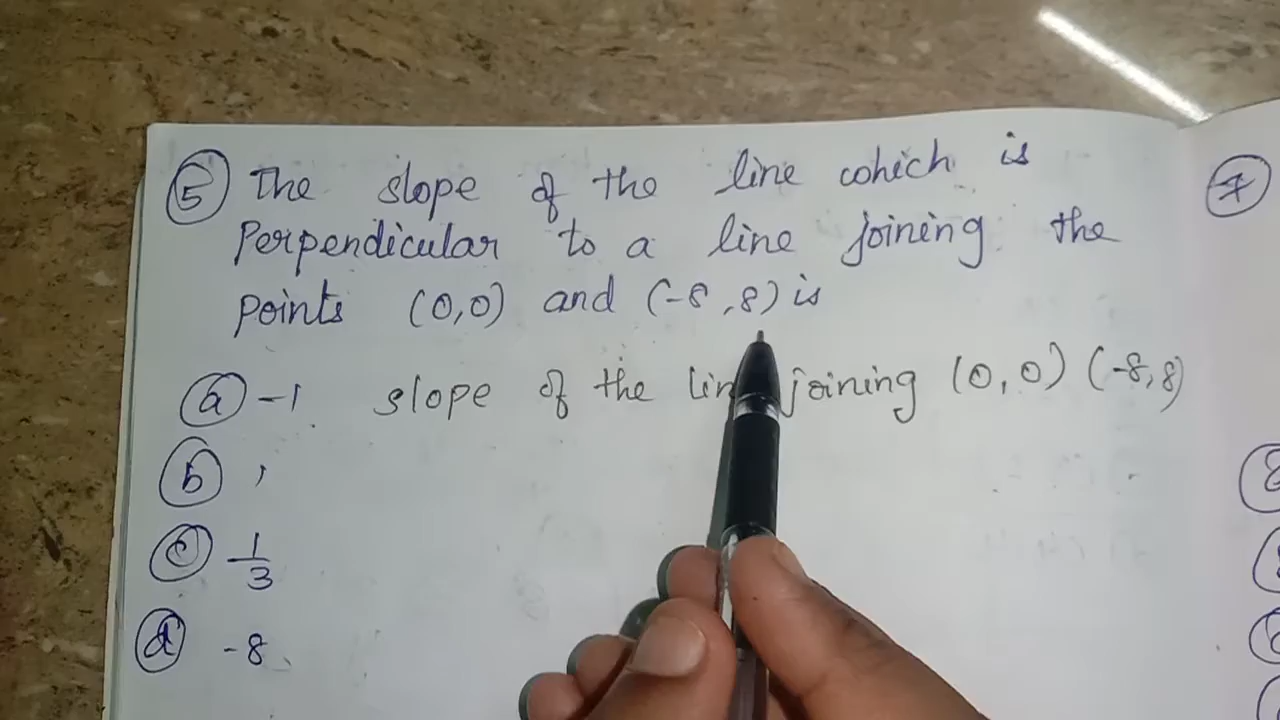 ⑤ The slope of the line which is
Perpendicular to a line joining the
points (0,0) and (-8,8) is
ⓐ -1 slope of the line joining (0,0) (-8,8)
ⓑ 1
ⓒ 1/3
ⓓ -8
⑦